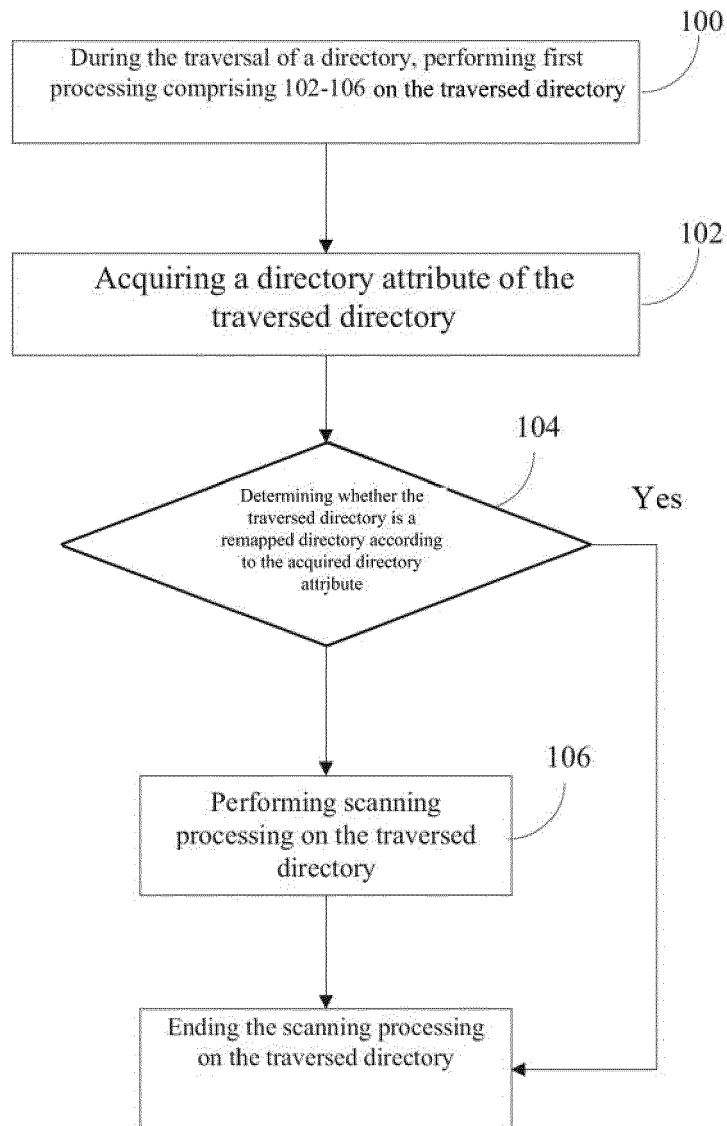 100
During the traversal of a directory, performing first
processing comprising 102-106 on the traversed directory
102
Acquiring a directory attribute of the
traversed directory
104
Determining whether the
traversed directory is a
remapped directory according
to the acquired directory
attribute
Yes
106
Performing scanning
processing on the traversed
directory
Ending the scanning processing
on the traversed directory